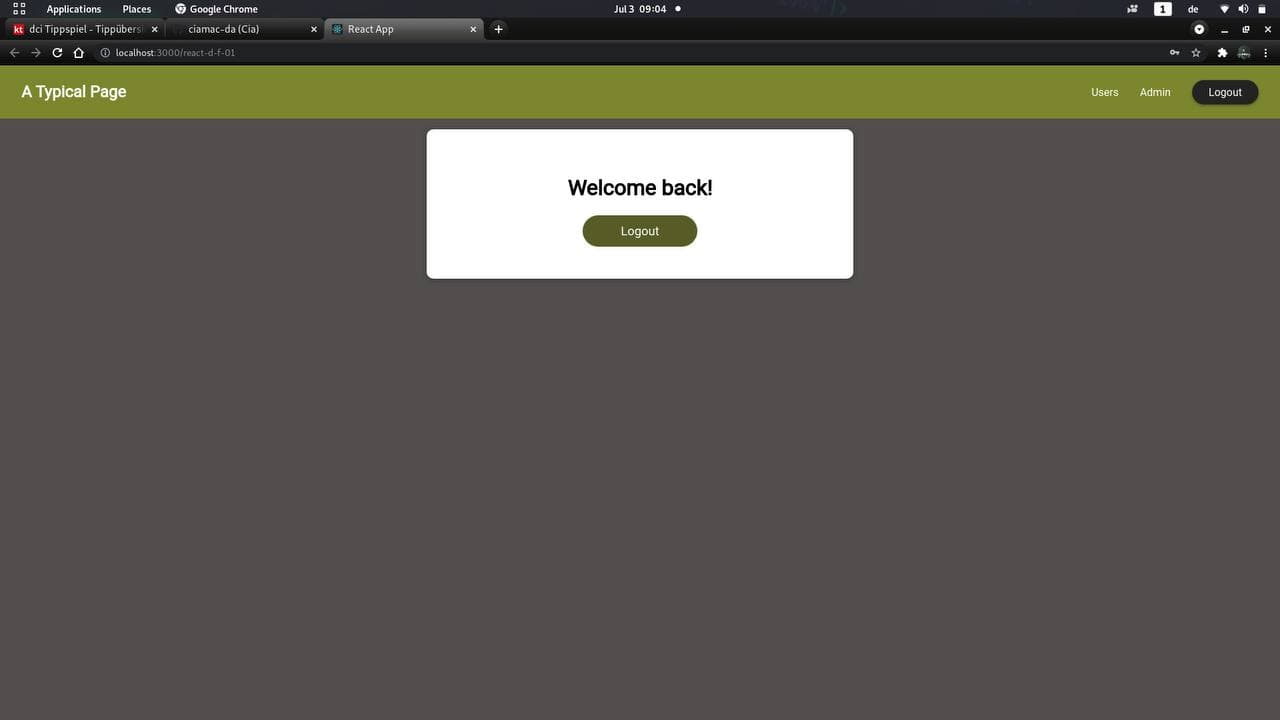 Applications Places Google Chrome Jul 3 09:04 1 de
kt dci Tippspiel - Tippübersi ciamac-da (Cia) React App
localhost:3000/react-d-f-01
A Typical Page Users Admin Logout
Welcome back!
Logout